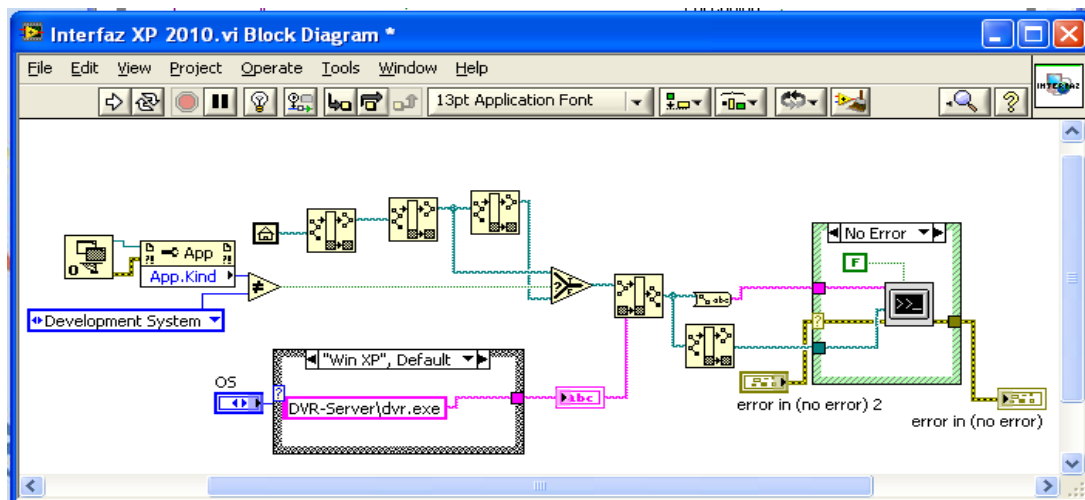 Interfaz XP 2010.vi Block Diagram *
File Edit View Project Operate Tools Window Help
13pt Application Font
INTERFAZ
No Error
F
App
App.Kind
Development System
"Win XP", Default
OS
DVR-Server\dvr.exe
abc
abc
error in (no error) 2
error in (no error)